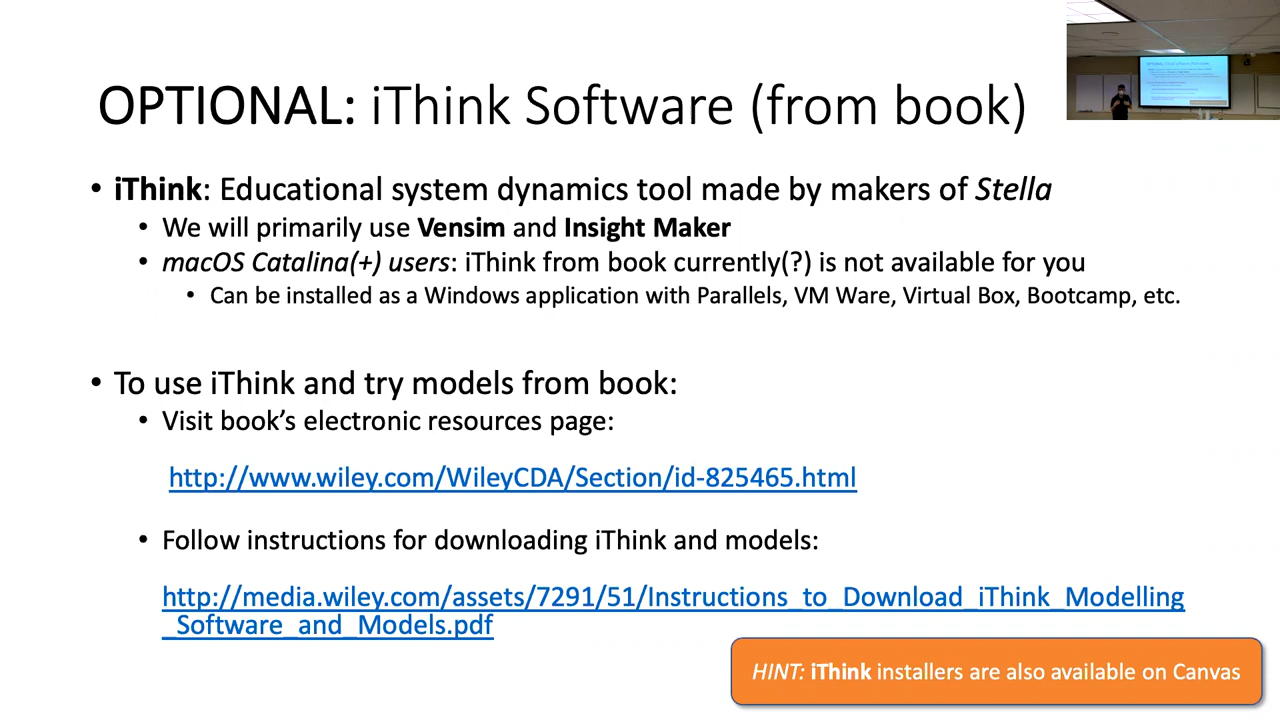 OPTIONAL: iThink Software (from book)
• iThink: Educational system dynamics tool made by makers of Stella
• We will primarily use Vensim and Insight Maker
• macOS Catalina(+) users: iThink from book currently(?) is not available for you
• Can be installed as a Windows application with Parallels, VM Ware, Virtual Box, Bootcamp, etc.
• To use iThink and try models from book:
• Visit book’s electronic resources page:
http://www.wiley.com/WileyCDA/Section/id-825465.html
• Follow instructions for downloading iThink and models:
http://media.wiley.com/assets/7291/51/Instructions_to_Download_iThink_Modelling
_Software_and_Models.pdf
HINT: iThink installers are also available on Canvas